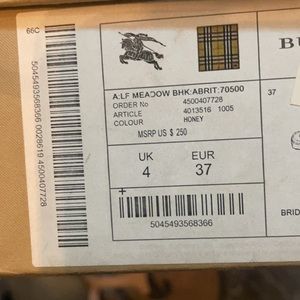 66C
5045493568366 0028619 4500407728
A:LF MEADOW BHK:ABRIT:70500
ORDER No 4500407728
ARTICLE 4013516 1005
COLOUR HONEY
MSRP US $ 250
UK EUR
4 37
+
5045493568366
37
BU
BRID